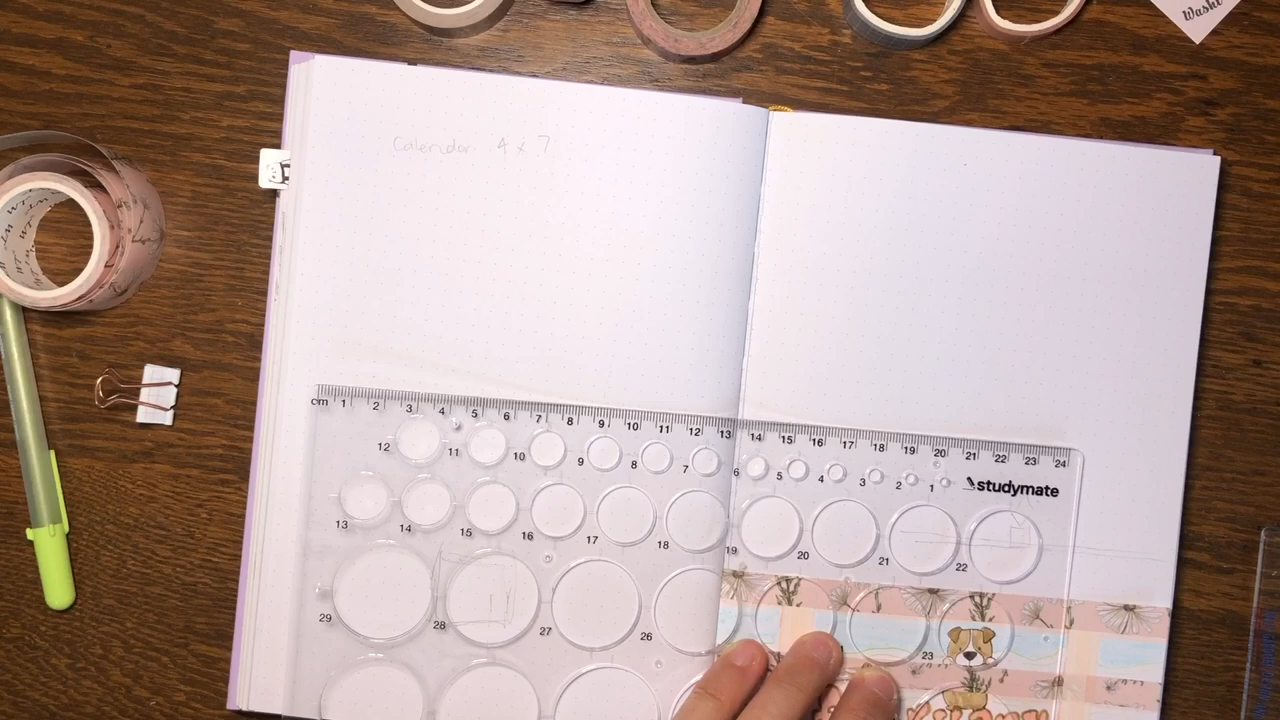 Washi
Calendar 4 x 7
cm 1 2 3 4 5 6 7 8 9 10 11 12 13 14 15 16 17 18 19 20 21 22 23 24
12 11 10 9 8 7 6 5 4 3 2 1 studymate
13 14 15 16 17 18 19 20 21 22
29 28 27 26 23